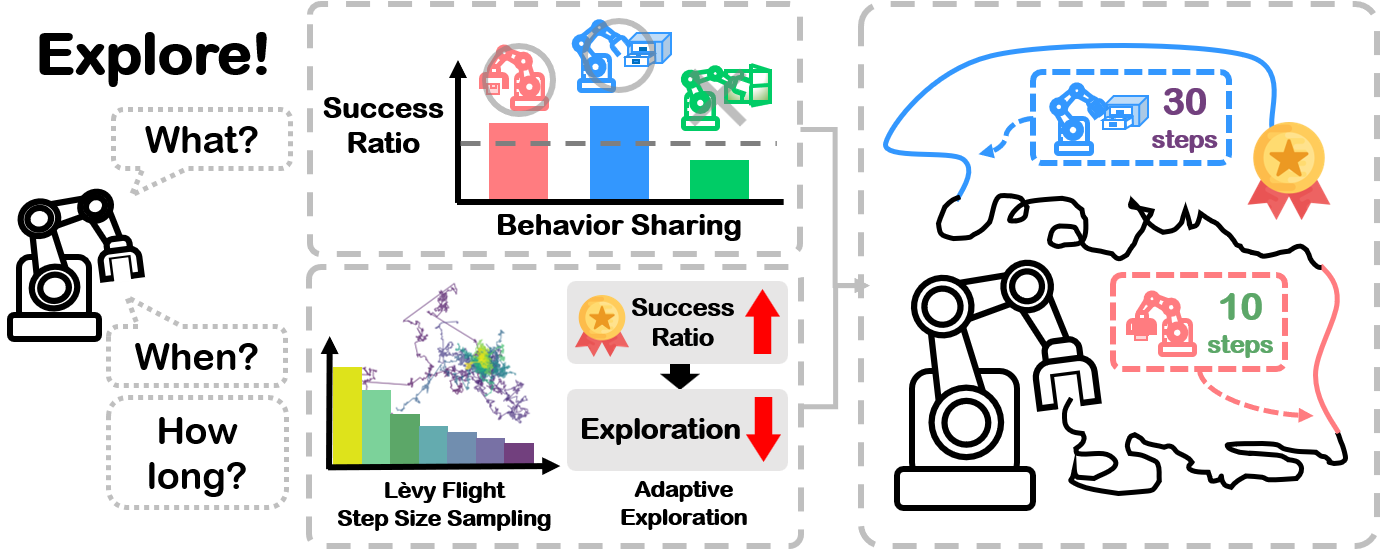 Explore!
What?
When?
How
long?
Success
Ratio
Behavior Sharing
Lèvy Flight
Step Size Sampling
Success
Ratio
Exploration
Adaptive
Exploration
30
steps
10
steps